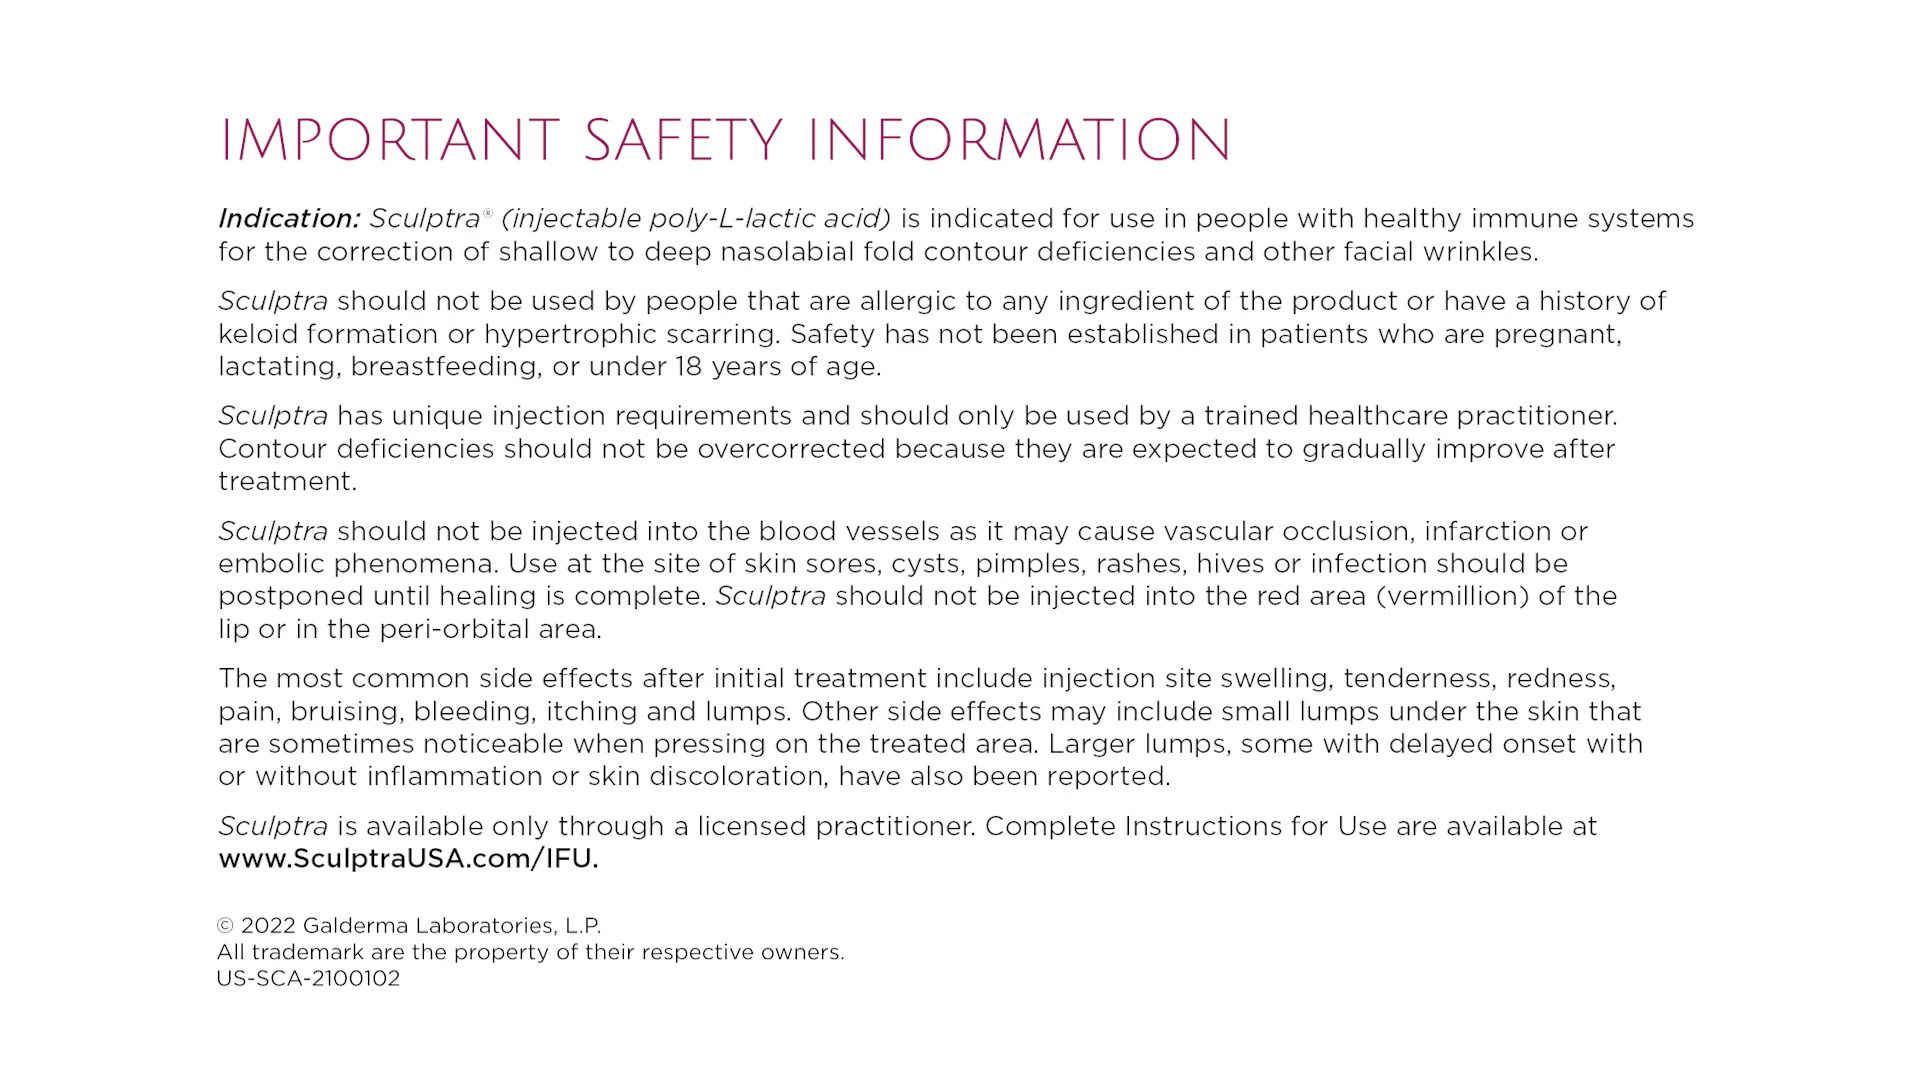 IMPORTANT SAFETY INFORMATION
Indication: Sculptra® (injectable poly-L-lactic acid) is indicated for use in people with healthy immune systems
for the correction of shallow to deep nasolabial fold contour deficiencies and other facial wrinkles.
Sculptra should not be used by people that are allergic to any ingredient of the product or have a history of
keloid formation or hypertrophic scarring. Safety has not been established in patients who are pregnant,
lactating, breastfeeding, or under 18 years of age.
Sculptra has unique injection requirements and should only be used by a trained healthcare practitioner.
Contour deficiencies should not be overcorrected because they are expected to gradually improve after
treatment.
Sculptra should not be injected into the blood vessels as it may cause vascular occlusion, infarction or
embolic phenomena. Use at the site of skin sores, cysts, pimples, rashes, hives or infection should be
postponed until healing is complete. Sculptra should not be injected into the red area (vermillion) of the
lip or in the peri-orbital area.
The most common side effects after initial treatment include injection site swelling, tenderness, redness,
pain, bruising, bleeding, itching and lumps. Other side effects may include small lumps under the skin that
are sometimes noticeable when pressing on the treated area. Larger lumps, some with delayed onset with
or without inflammation or skin discoloration, have also been reported.
Sculptra is available only through a licensed practitioner. Complete Instructions for Use are available at
www.SculptraUSA.com/IFU.
© 2022 Galderma Laboratories, L.P.
All trademark are the property of their respective owners.
US-SCA-2100102